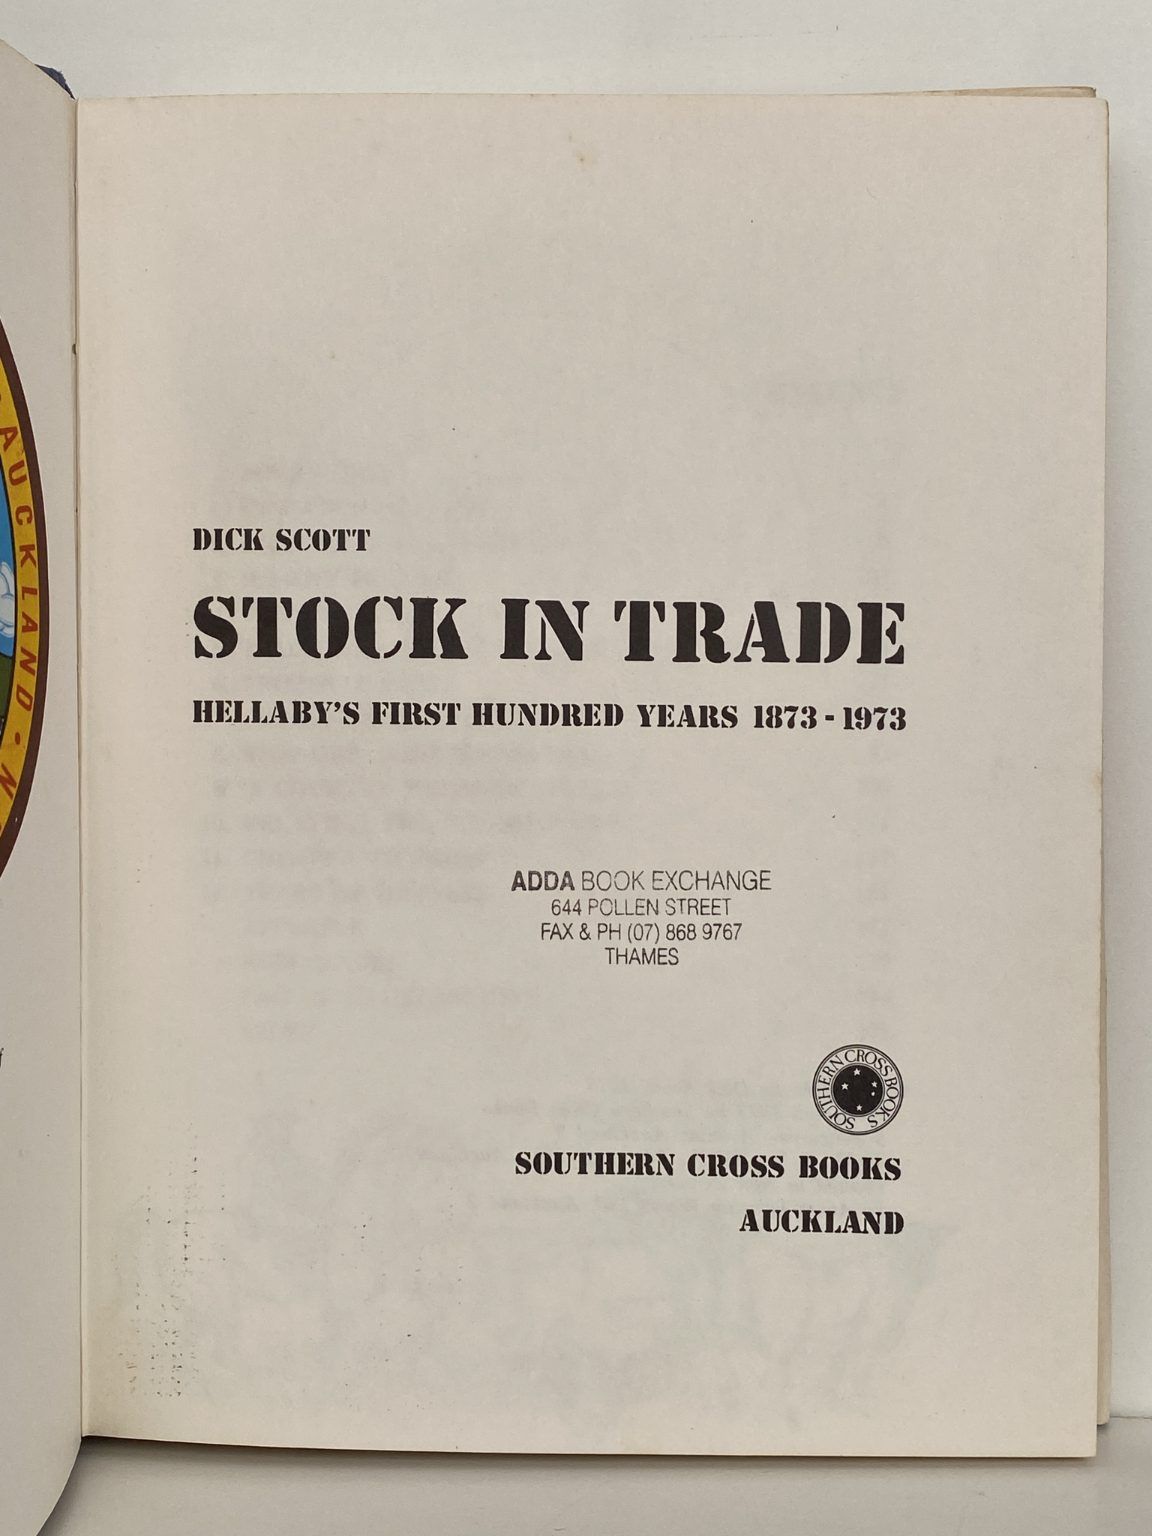 AUCKLAND · N
DICK SCOTT
STOCK IN TRADE
HELLABY'S FIRST HUNDRED YEARS 1873-1973
ADDA BOOK EXCHANGE
644 POLLEN STREET
FAX & PH (07) 868 9767
THAMES
SOUTHERN CROSS BOOKS
SOUTHERN CROSS BOOKS
AUCKLAND